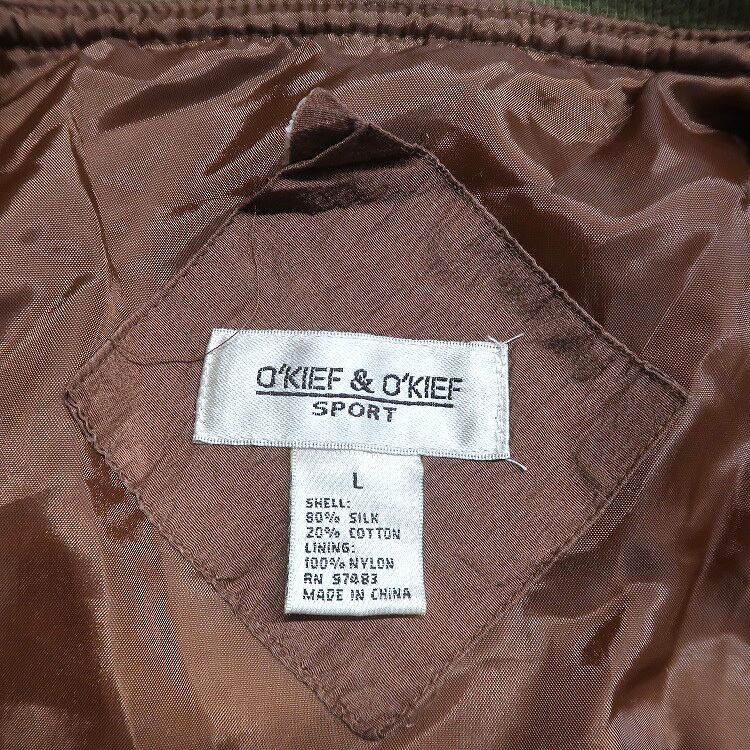 O'KIEF & O'KIEF
SPORT
L
SHELL:
80% SILK
20% COTTON
LINING:
100% NYLON
RN 97483
MADE IN CHINA